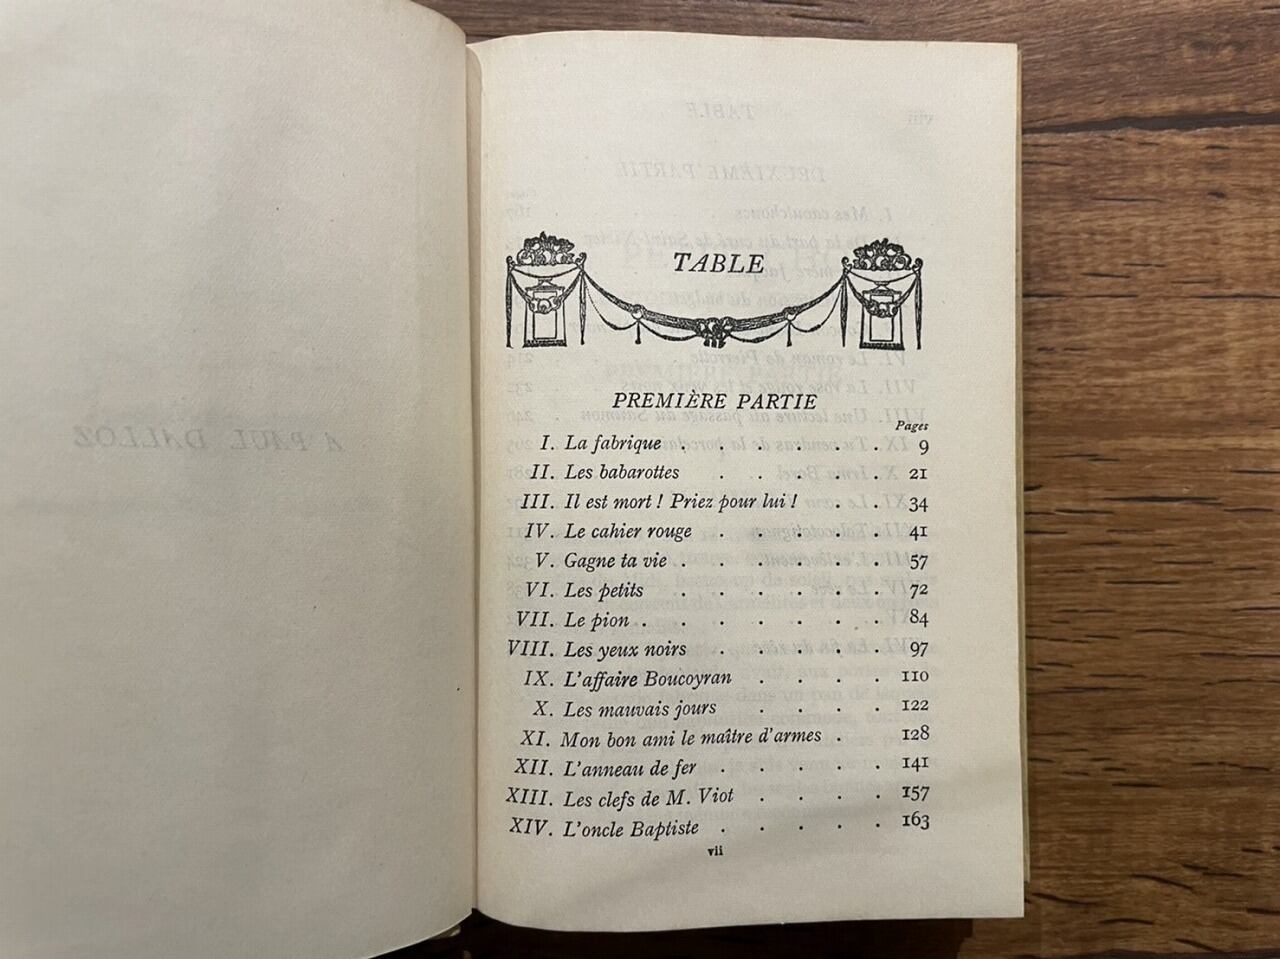 A PAUL DALLOZ
TABLE
PREMIÈRE PARTIE
Pages
I. La fabrique . . . . . . 9
II. Les babarottes . . . . . 21
III. Il est mort ! Priez pour lui ! . . 34
IV. Le cahier rouge . . . . . 41
V. Gagne ta vie . . . . . . 57
VI. Les petits . . . . . . 72
VII. Le pion . . . . . . . 84
VIII. Les yeux noirs . . . . . 97
IX. L'affaire Boucoyran . . . . 110
X. Les mauvais jours . . . . 122
XI. Mon bon ami le maître d'armes . . 128
XII. L'anneau de fer . . . . . 141
XIII. Les clefs de M. Viot . . . . 157
XIV. L'oncle Baptiste . . . . . 163
vii